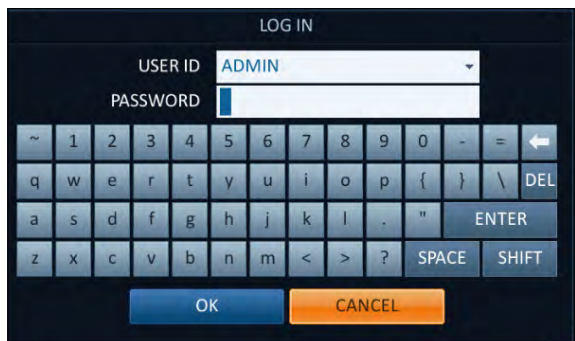 LOG IN
USER ID ADMIN
PASSWORD
~ 1 2 3 4 5 6 7 8 9 0 - =
q w e r t y u i o p { } \ DEL
a s d f g h j k l . " ENTER
z x c v b n m < > ? SPACE SHIFT
OK CANCEL